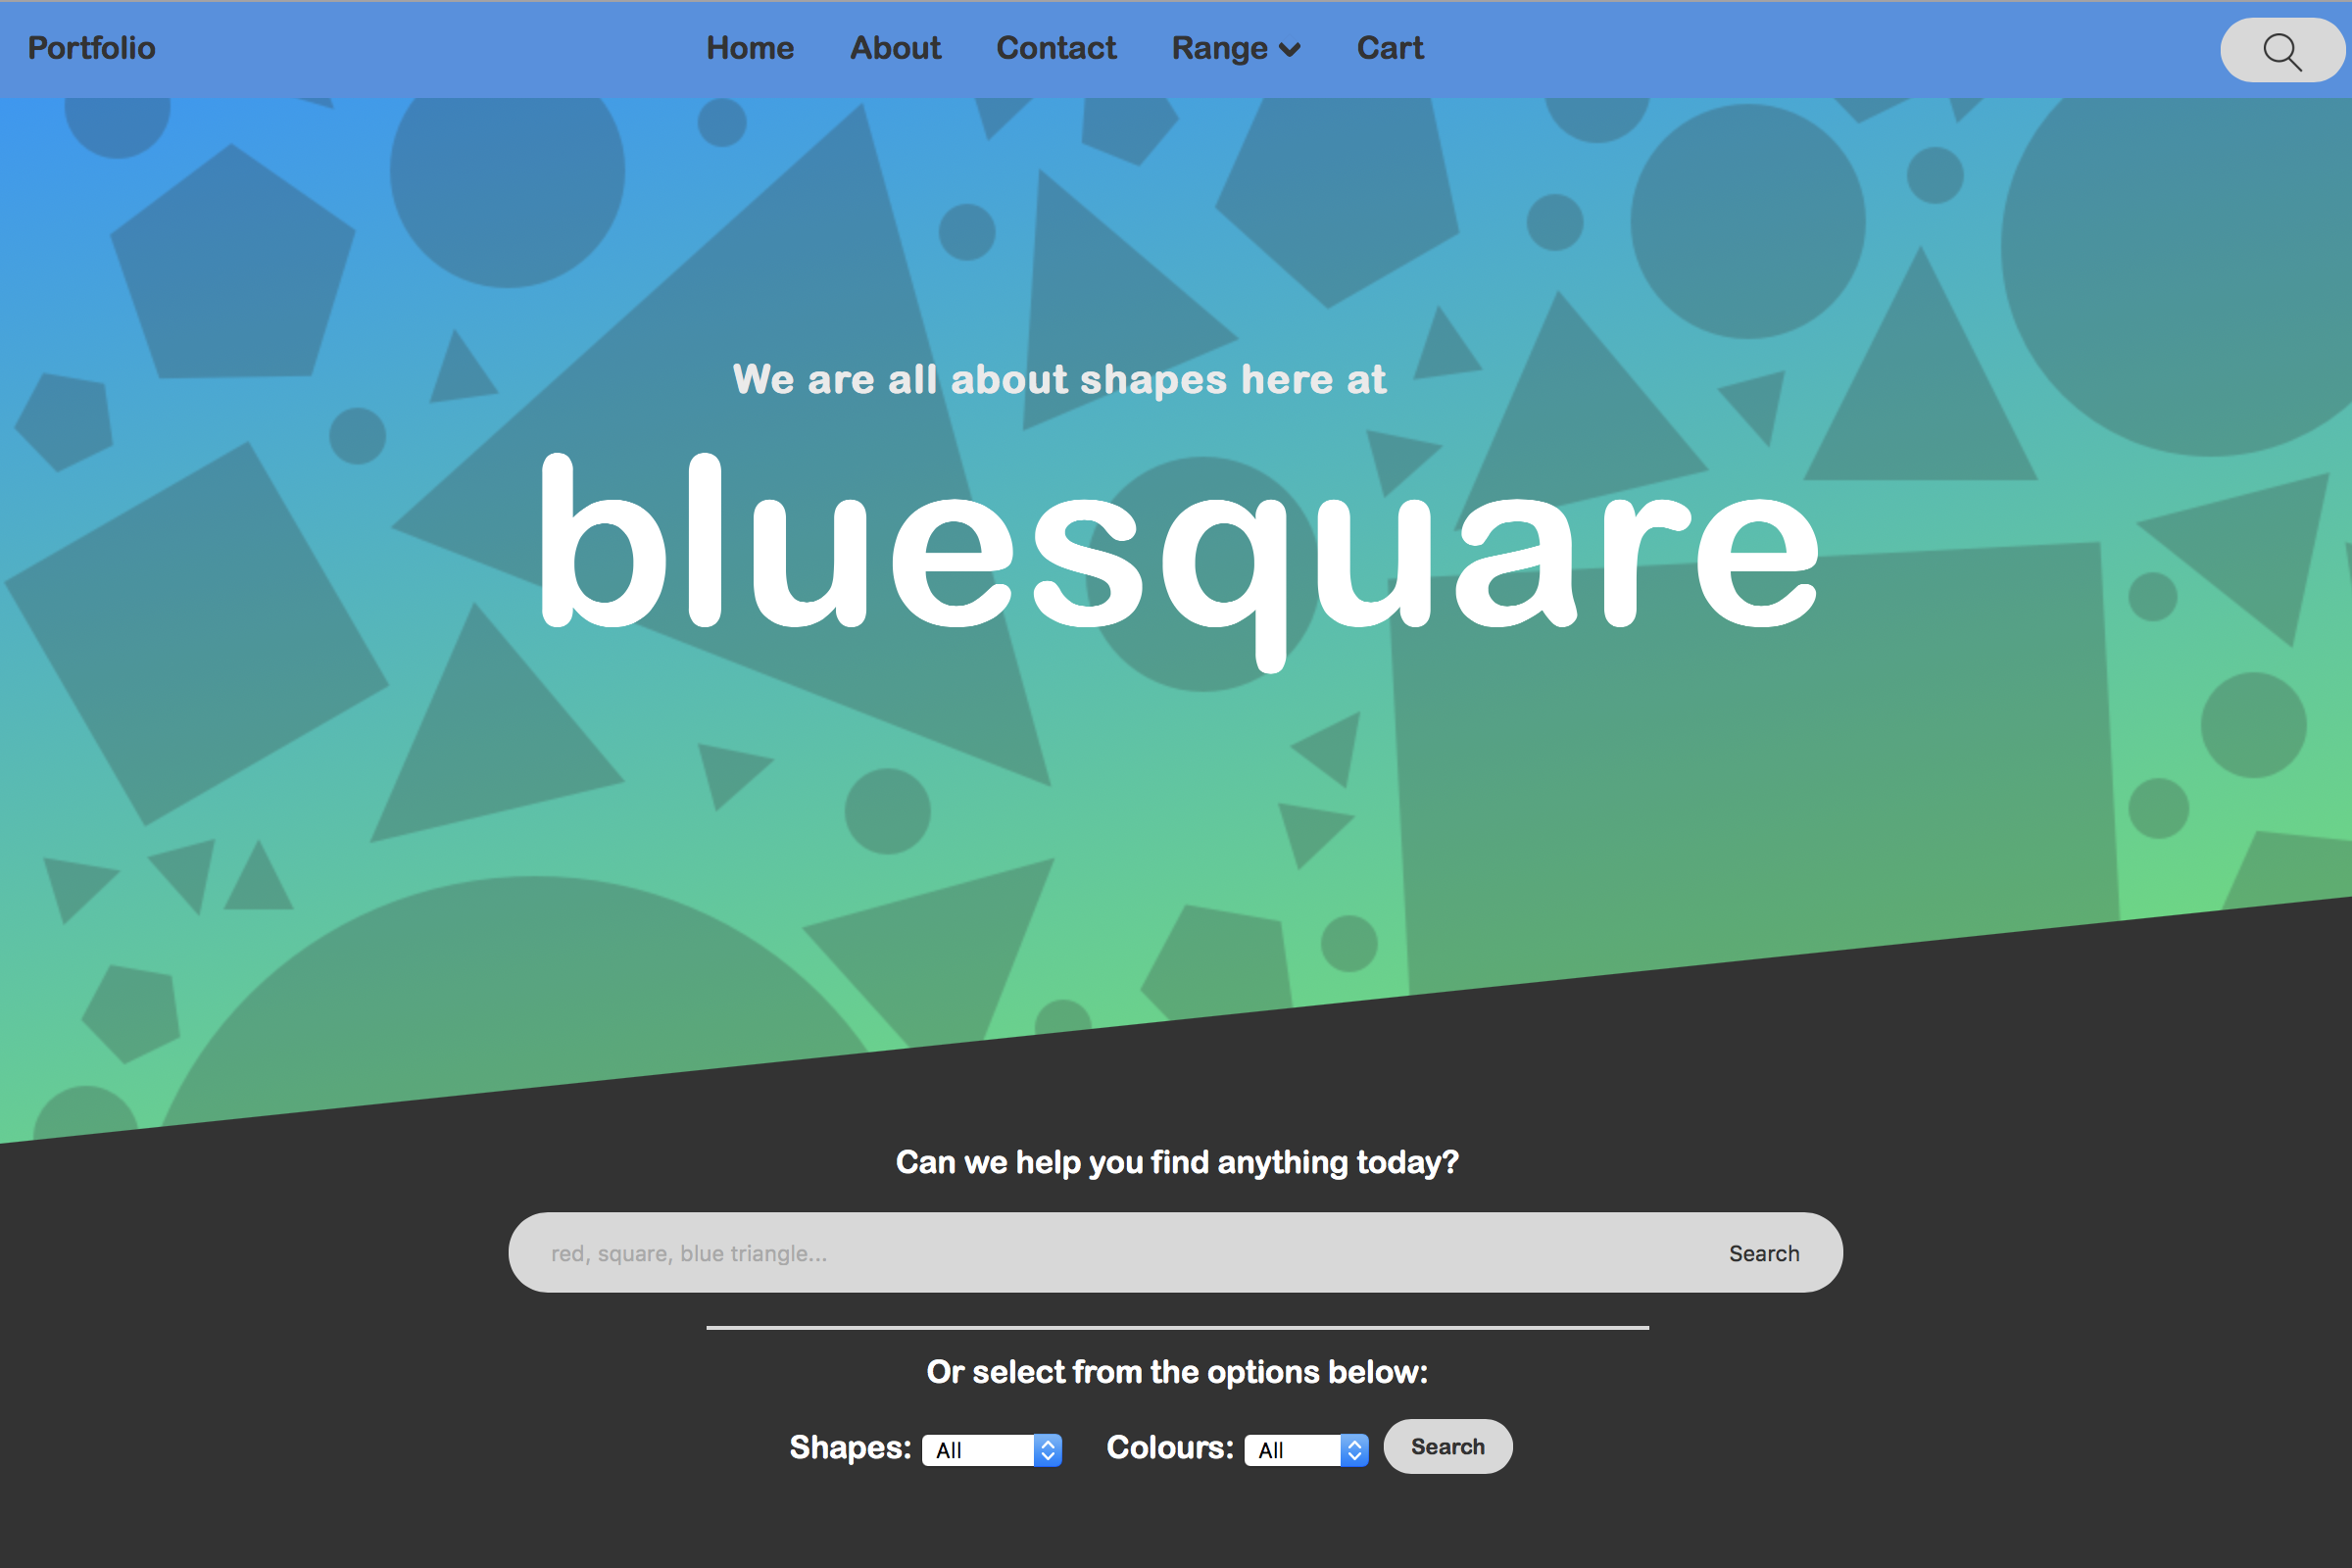 Portfolio Home About Contact Range Cart
We are all about shapes here at
bluesquare
Can we help you find anything today?
red, square, blue triangle... Search
Or select from the options below:
Shapes: All Colours: All Search